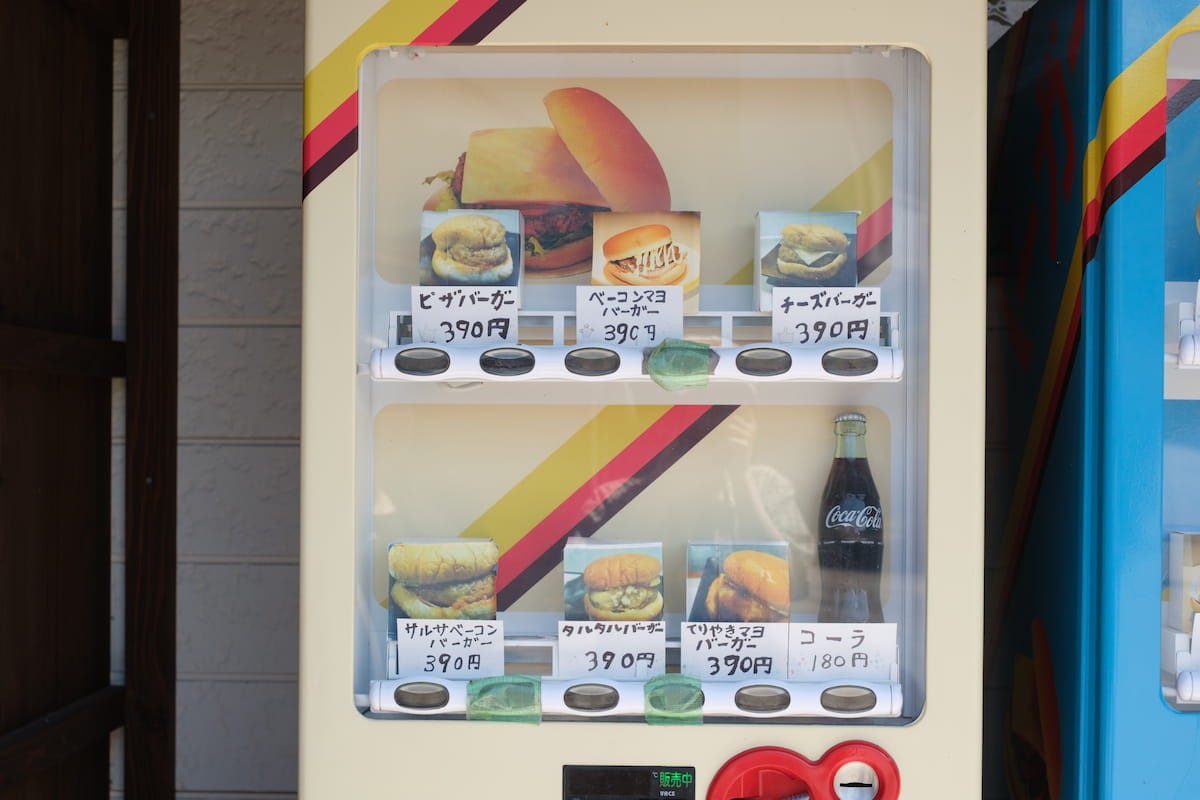 ピザバーガー
390円
ベーコンマヨ
バーガー
390円
チーズバーガー
390円
Coca-Cola
サルサベーコン
バーガー
390円
タルタルバーガー
390円
てりやきマヨ
バーガー
390円
コーラ
180円
℃ 販売中